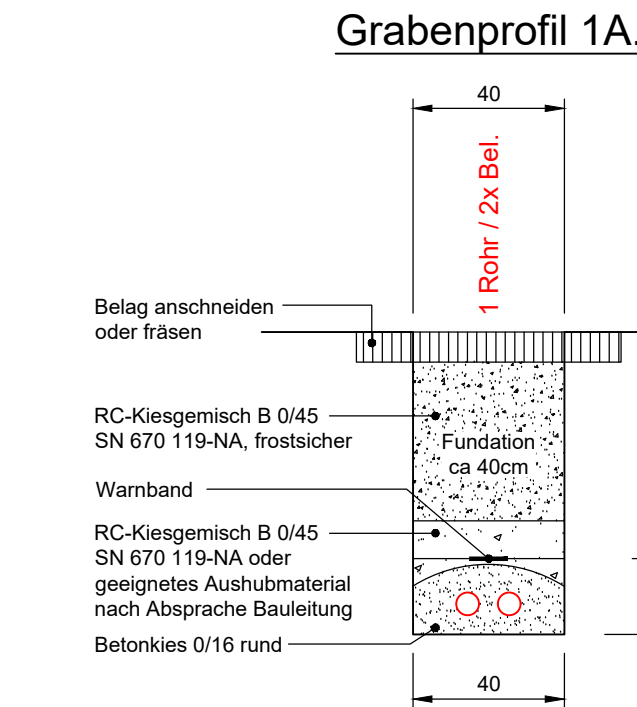 Grabenprofil 1A.
40
1 Rohr / 2x Bel.
Belag anschneiden
oder fräsen
RC-Kiesgemisch B 0/45
SN 670 119-NA, frostsicher
Fundation
ca 40cm
Warnband
RC-Kiesgemisch B 0/45
SN 670 119-NA oder
geeignetes Aushubmaterial
nach Absprache Bauleitung
Betonkies 0/16 rund
40